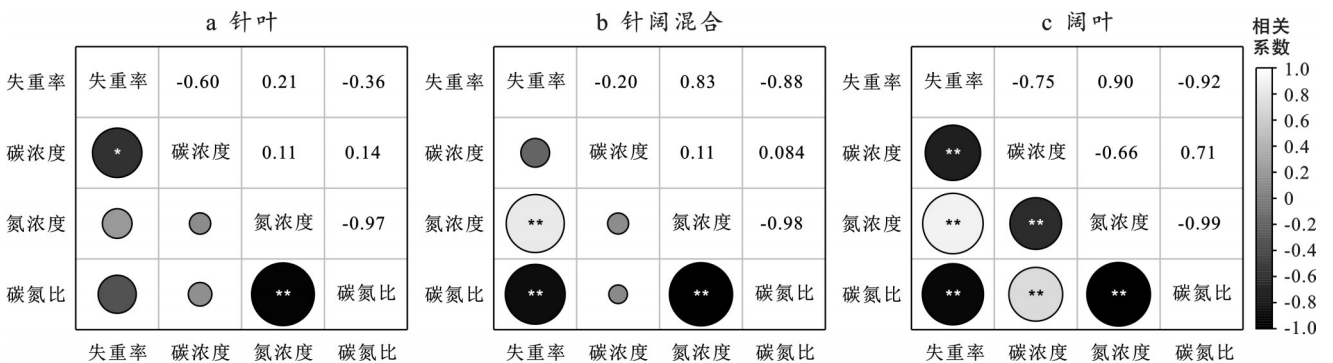 a 针叶
b 针阔混合
c 阔叶
相关
系数
失重率 失重率 -0.60 0.21 -0.36
碳浓度 * 碳浓度 0.11 0.14
氮浓度 氮浓度 -0.97
碳氮比 ** 碳氮比
失重率 碳浓度 氮浓度 碳氮比
失重率 失重率 -0.20 0.83 -0.88
碳浓度 碳浓度 0.11 0.084
氮浓度 ** 氮浓度 -0.98
碳氮比 ** ** 碳氮比
失重率 碳浓度 氮浓度 碳氮比
失重率 失重率 -0.75 0.90 -0.92
碳浓度 ** 碳浓度 -0.66 0.71
氮浓度 ** ** 氮浓度 -0.99
碳氮比 ** ** ** 碳氮比
失重率 碳浓度 氮浓度 碳氮比
1.0
0.8
0.6
0.4
0.2
0
-0.2
-0.4
-0.6
-0.8
-1.0